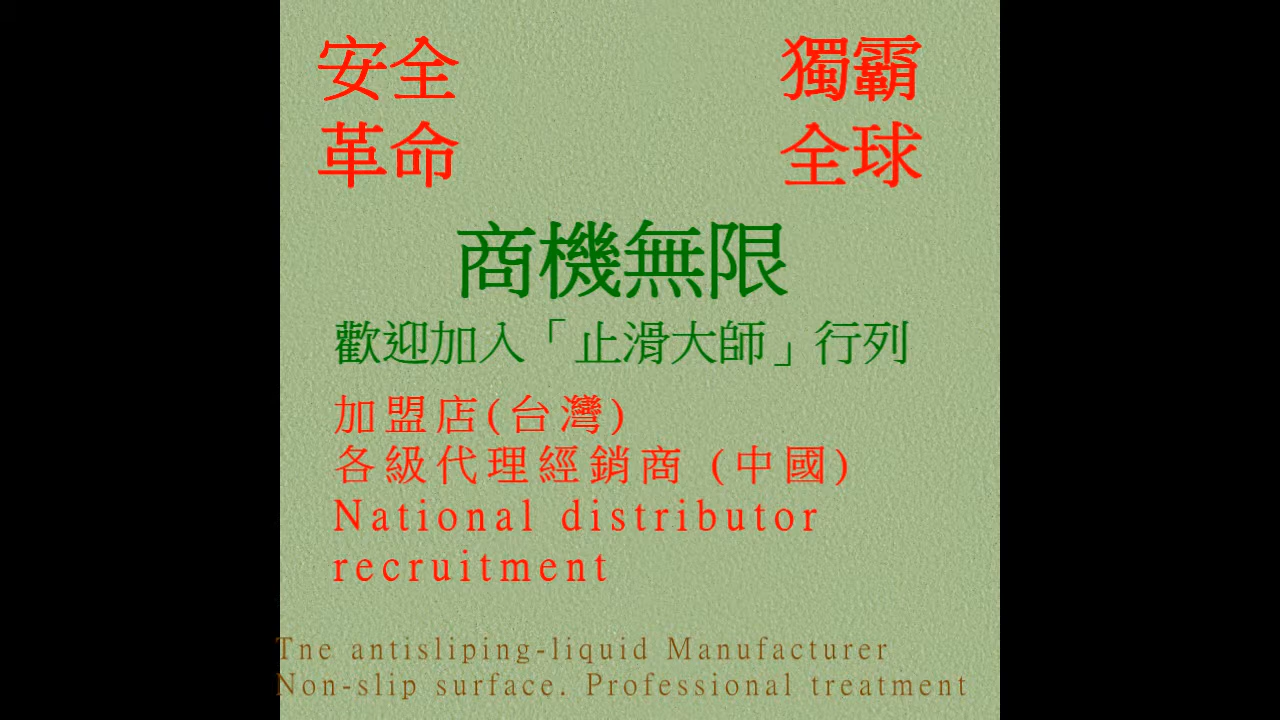 安全
革命
獨霸
全球
商機無限
歡迎加入「止滑大師」行列
加盟店(台灣)
各級代理經銷商 (中國)
National distributor
recruitment
Tne antisliping-liquid Manufacturer
Non-slip surface. Professional treatment